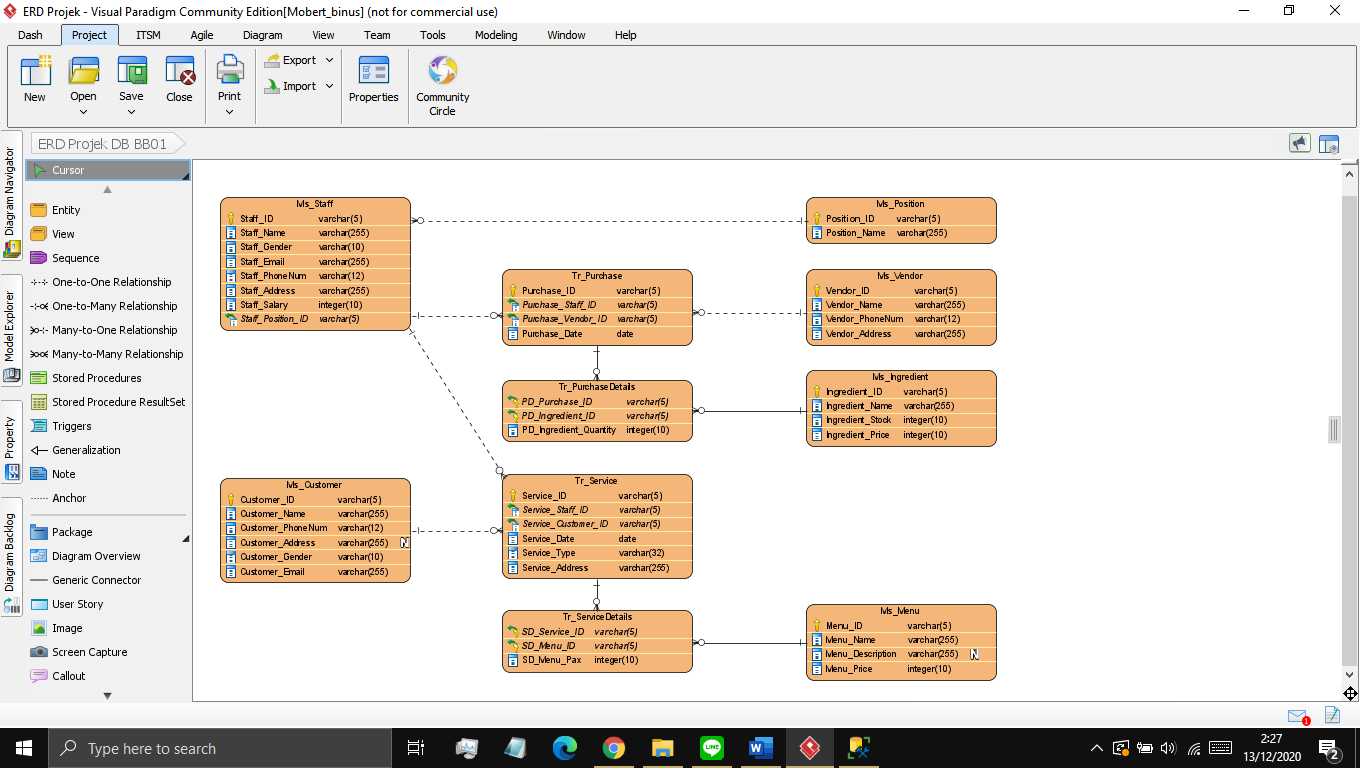 ERD Projek - Visual Paradigm Community Edition[Mobert_binus] (not for commercial use)
Dash Project ITSM Agile Diagram View Team Tools Modeling Window Help
New Open Save Close Print Export Import Properties Community Circle
ERD Projek DB BB01
Diagram Navigator
Model Explorer
Property
Diagram Backlog
Cursor
Entity
View
Sequence
One-to-One Relationship
One-to-Many Relationship
Many-to-One Relationship
Many-to-Many Relationship
Stored Procedures
Stored Procedure ResultSet
Triggers
Generalization
Note
Anchor
Package
Diagram Overview
Generic Connector
User Story
Image
Screen Capture
Callout
Ms_Staff
Staff_ID varchar(5)
Staff_Name varchar(255)
Staff_Gender varchar(10)
Staff_Email varchar(255)
Staff_PhoneNum varchar(12)
Staff_Address varchar(255)
Staff_Salary integer(10)
Staff_Position_ID varchar(5)
Ms_Position
Position_ID varchar(5)
Position_Name varchar(255)
Tr_Purchase
Purchase_ID varchar(5)
Purchase_Staff_ID varchar(5)
Purchase_Vendor_ID varchar(5)
Purchase_Date date
Ms_Vendor
Vendor_ID varchar(5)
Vendor_Name varchar(255)
Vendor_PhoneNum varchar(12)
Vendor_Address varchar(255)
Tr_PurchaseDetails
PD_Purchase_ID varchar(5)
PD_Ingredient_ID varchar(5)
PD_Ingredient_Quantity integer(10)
Ms_Ingredient
Ingredient_ID varchar(5)
Ingredient_Name varchar(255)
Ingredient_Stock integer(10)
Ingredient_Price integer(10)
Ms_Customer
Customer_ID varchar(5)
Customer_Name varchar(255)
Customer_PhoneNum varchar(12)
Customer_Address varchar(255) N
Customer_Gender varchar(10)
Customer_Email varchar(255)
Tr_Service
Service_ID varchar(5)
Service_Staff_ID varchar(5)
Service_Customer_ID varchar(5)
Service_Date date
Service_Type varchar(32)
Service_Address varchar(255)
Tr_ServiceDetails
SD_Service_ID varchar(5)
SD_Menu_ID varchar(5)
SD_Menu_Pax integer(10)
Ms_Menu
Menu_ID varchar(5)
Menu_Name varchar(255)
Menu_Description varchar(255) N
Menu_Price integer(10)
1
Type here to search
LINE
W
2:27
13/12/2020
2